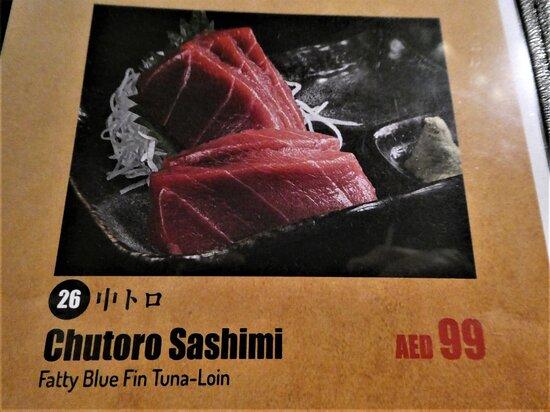 26 中トロ
Chutoro Sashimi AED 99
Fatty Blue Fin Tuna-Loin